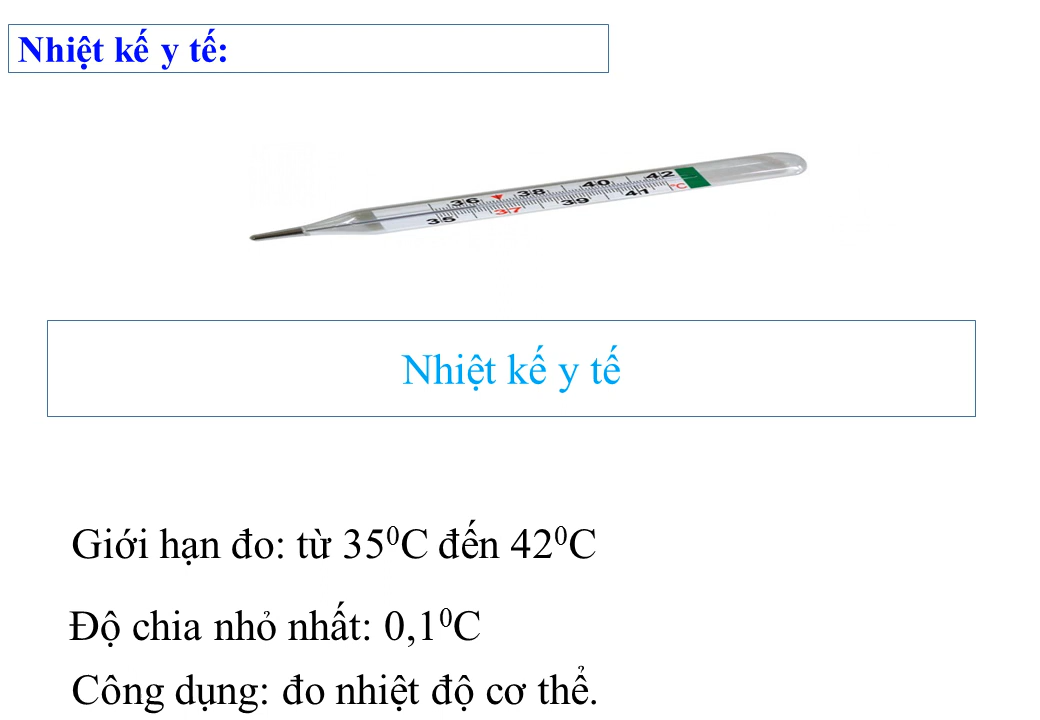 Nhiệt kế y tế:
36 38 40 42
35 37 39 41 °C
Nhiệt kế y tế
Giới hạn đo: từ 35⁰C đến 42⁰C
Độ chia nhỏ nhất: 0,1⁰C
Công dụng: đo nhiệt độ cơ thể.